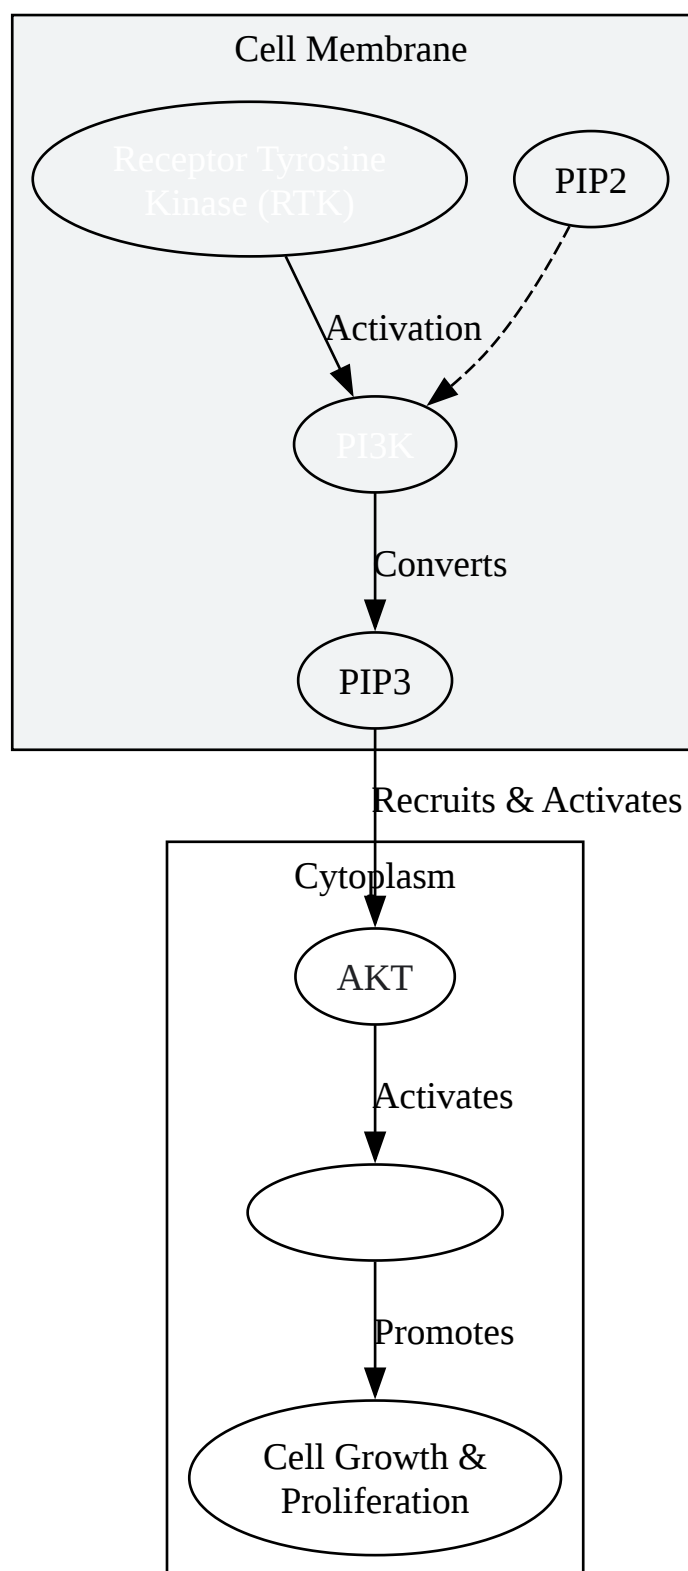 Cell Membrane
Receptor Tyrosine
Kinase (RTK)
PIP2
Activation
PI3K
Converts
PIP3
Recruits & Activates
Cytoplasm
AKT
Activates
Promotes
Cell Growth &
Proliferation